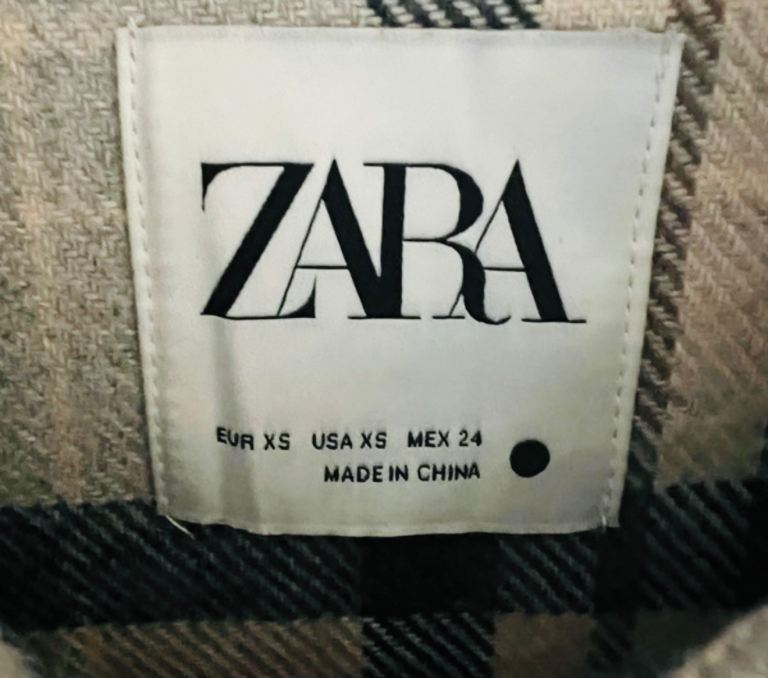 ZARA
EUR XS USA XS MEX 24
MADE IN CHINA